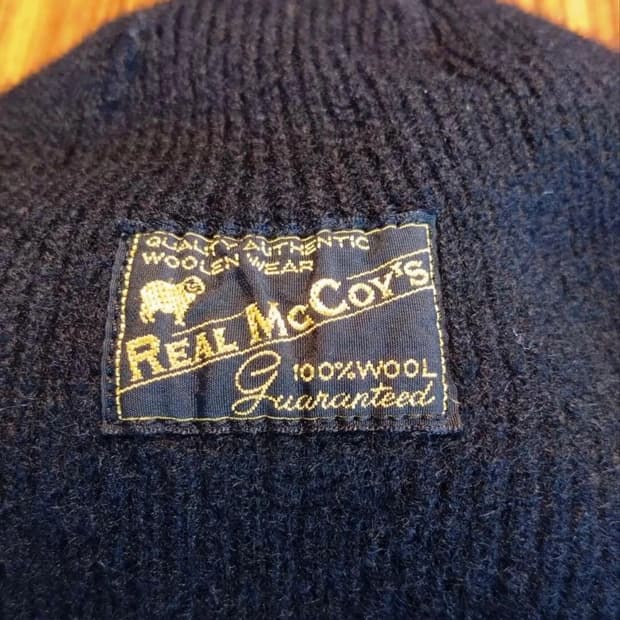 QUALITY AUTHENTIC
WOOLEN WEAR
REAL MCCOY'S
100%WOOL
Guaranteed